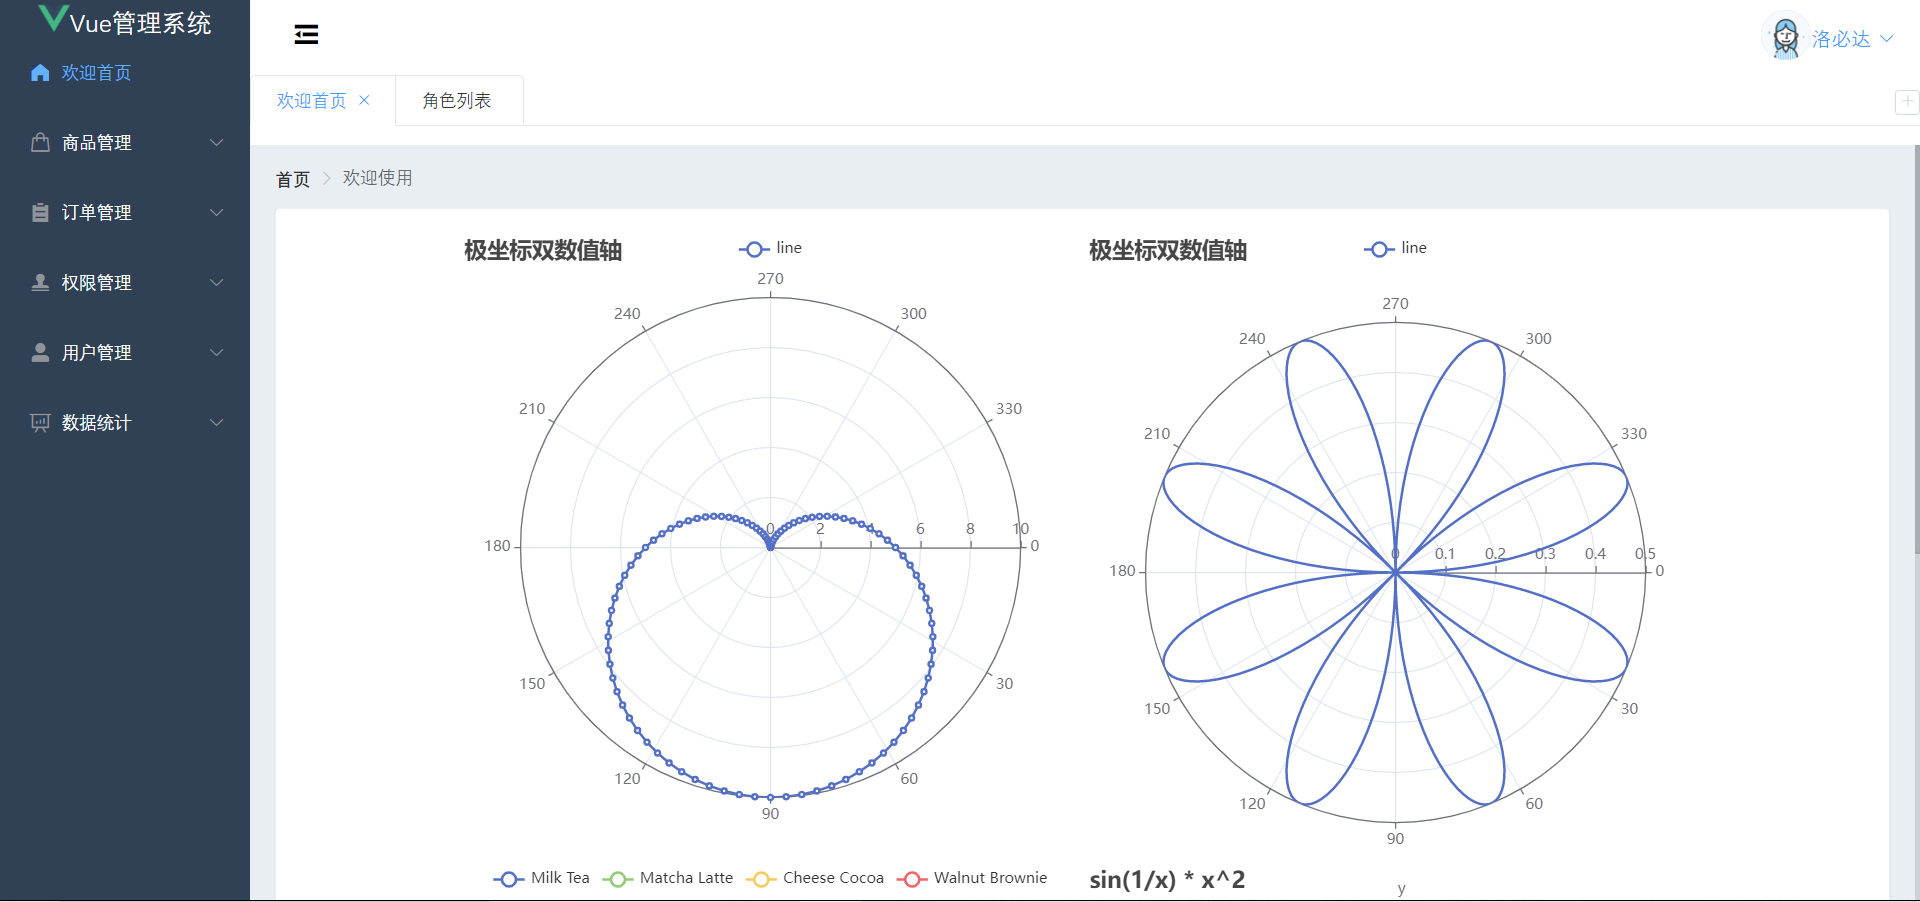 Vue管理系统
欢迎首页
商品管理
订单管理
权限管理
用户管理
数据统计
洛必达
欢迎首页
角色列表
首页 欢迎使用
极坐标双数值轴
line
270
240 300
210 330
0 2 4 6 8 10
180 0
150 30
120 60
90
极坐标双数值轴
line
270
240 300
210 330
0 0.1 0.2 0.3 0.4 0.5
180 0
150 30
120 60
90
Milk Tea Matcha Latte Cheese Cocoa Walnut Brownie
sin(1/x) * x^2
y